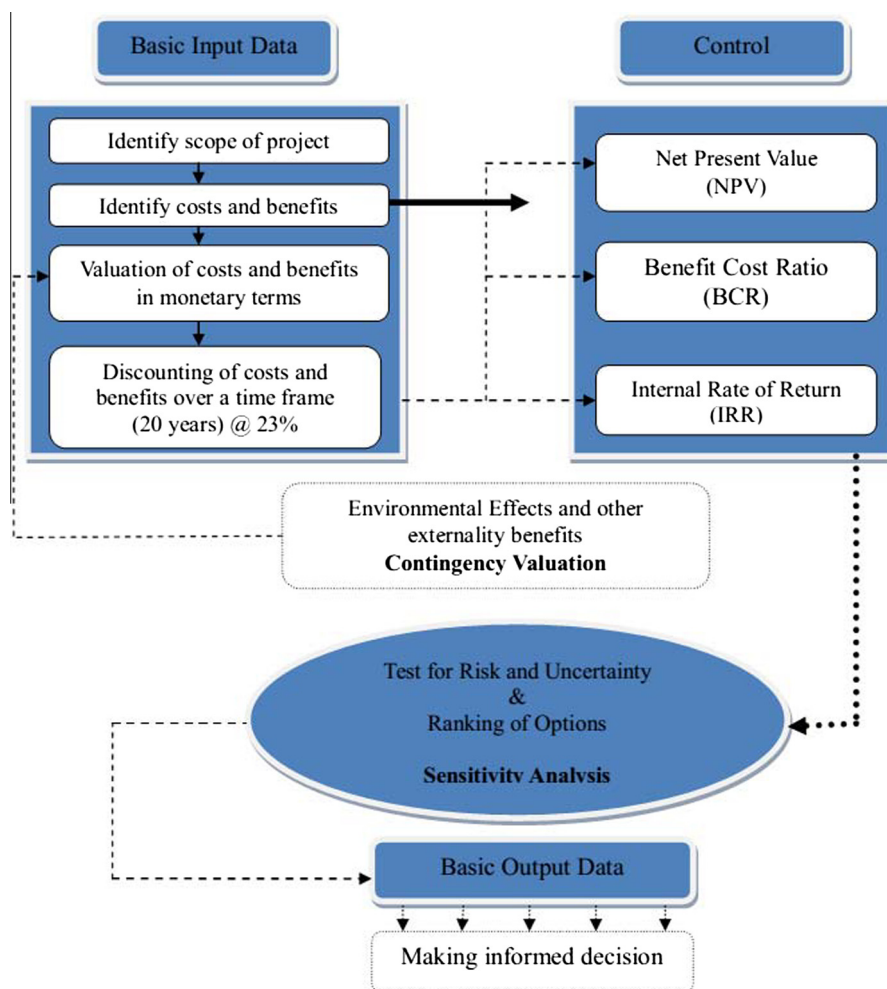 Basic Input Data
Control
Identify scope of project
Identify costs and benefits
Valuation of costs and benefits
in monetary terms
Discounting of costs and
benefits over a time frame
(20 years) @ 23%
Net Present Value
(NPV)
Benefit Cost Ratio
(BCR)
Internal Rate of Return
(IRR)
Environmental Effects and other
externality benefits
Contingency Valuation
Test for Risk and Uncertainty
&
Ranking of Options
Sensitivity Analysis
Basic Output Data
Making informed decision